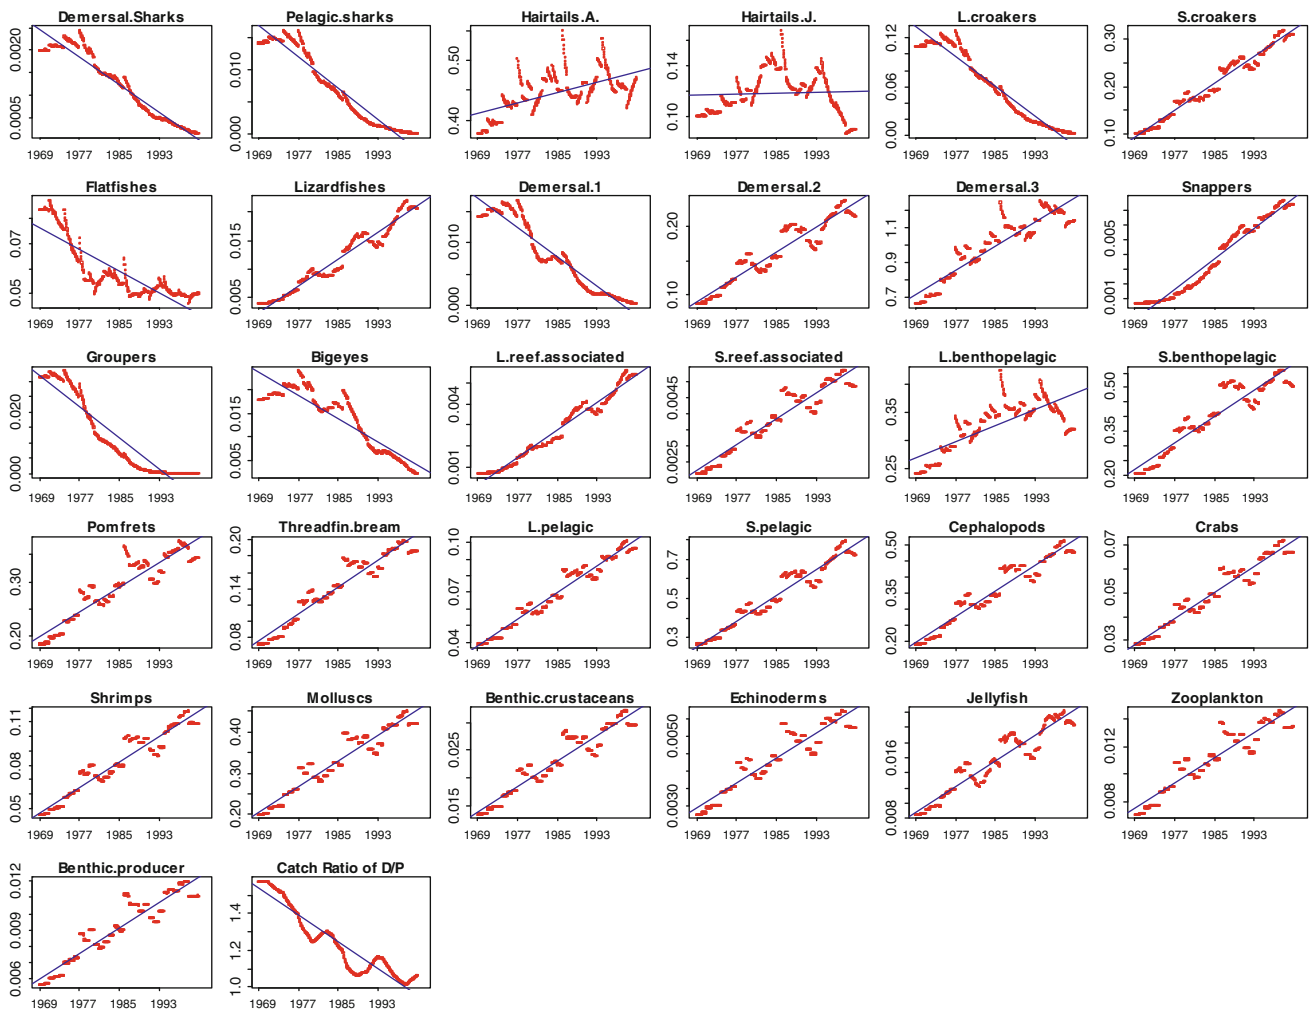 Demersal.Sharks Pelagic.sharks Hairtails.A. Hairtails.J. L.croakers S.croakers
0.0005 0.0020
0.000 0.010
0.40 0.50
0.10 0.14
0.00 0.06 0.12
0.10 0.20 0.30
1969 1977 1985 1993 1969 1977 1985 1993 1969 1977 1985 1993 1969 1977 1985 1993 1969 1977 1985 1993 1969 1977 1985 1993
Flatfishes Lizardfishes Demersal.1 Demersal.2 Demersal.3 Snappers
0.05 0.07
0.005 0.015
0.000 0.010
0.10 0.20
0.7 0.9 1.1
0.001 0.005
1969 1977 1985 1993 1969 1977 1985 1993 1969 1977 1985 1993 1969 1977 1985 1993 1969 1977 1985 1993 1969 1977 1985 1993
Groupers Bigeyes L.reef.associated S.reef.associated L.benthopelagic S.benthopelagic
0.000 0.020
0.005 0.015
0.001 0.004
0.0025 0.0045
0.25 0.35
0.20 0.35 0.50
1969 1977 1985 1993 1969 1977 1985 1993 1969 1977 1985 1993 1969 1977 1985 1993 1969 1977 1985 1993 1969 1977 1985 1993
Pomfrets Threadfin.bream L.pelagic S.pelagic Cephalopods Crabs
0.20 0.30
0.08 0.14 0.20
0.04 0.07 0.10
0.3 0.5 0.7
0.20 0.35 0.50
0.03 0.05 0.07
1969 1977 1985 1993 1969 1977 1985 1993 1969 1977 1985 1993 1969 1977 1985 1993 1969 1977 1985 1993 1969 1977 1985 1993
Shrimps Molluscs Benthic.crustaceans Echinoderms Jellyfish Zooplankton
0.05 0.08 0.11
0.20 0.30 0.40
0.015 0.025
0.0030 0.0050
0.008 0.016
0.008 0.012
1969 1977 1985 1993 1969 1977 1985 1993 1969 1977 1985 1993 1969 1977 1985 1993 1969 1977 1985 1993 1969 1977 1985 1993
Benthic.producer Catch Ratio of D/P
0.006 0.009 0.012
1.0 1.2 1.4
1969 1977 1985 1993 1969 1977 1985 1993